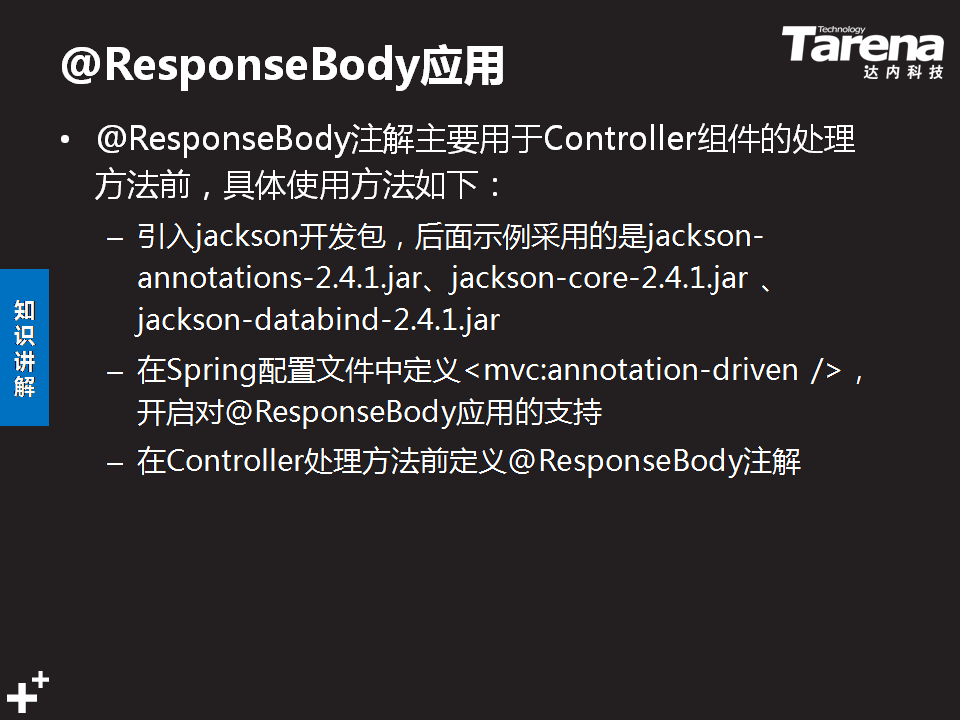 @ResponseBody应用
Technology
Tarena
达内科技
• @ResponseBody注解主要用于Controller组件的处理
方法前，具体使用方法如下：
– 引入jackson开发包，后面示例采用的是jackson-
annotations-2.4.1.jar、jackson-core-2.4.1.jar 、
jackson-databind-2.4.1.jar
– 在Spring配置文件中定义<mvc:annotation-driven />，
开启对@ResponseBody应用的支持
– 在Controller处理方法前定义@ResponseBody注解
知
识
讲
解